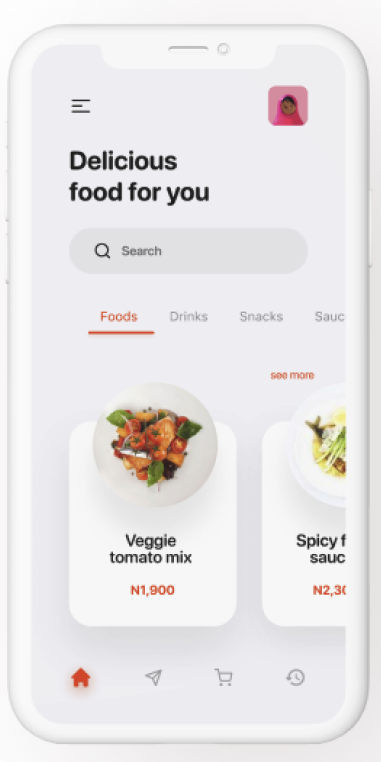 Delicious
food for you
Search
Foods Drinks Snacks Sauc
see more
Veggie
tomato mix
N1,900
Spicy f
sauc
N2,30